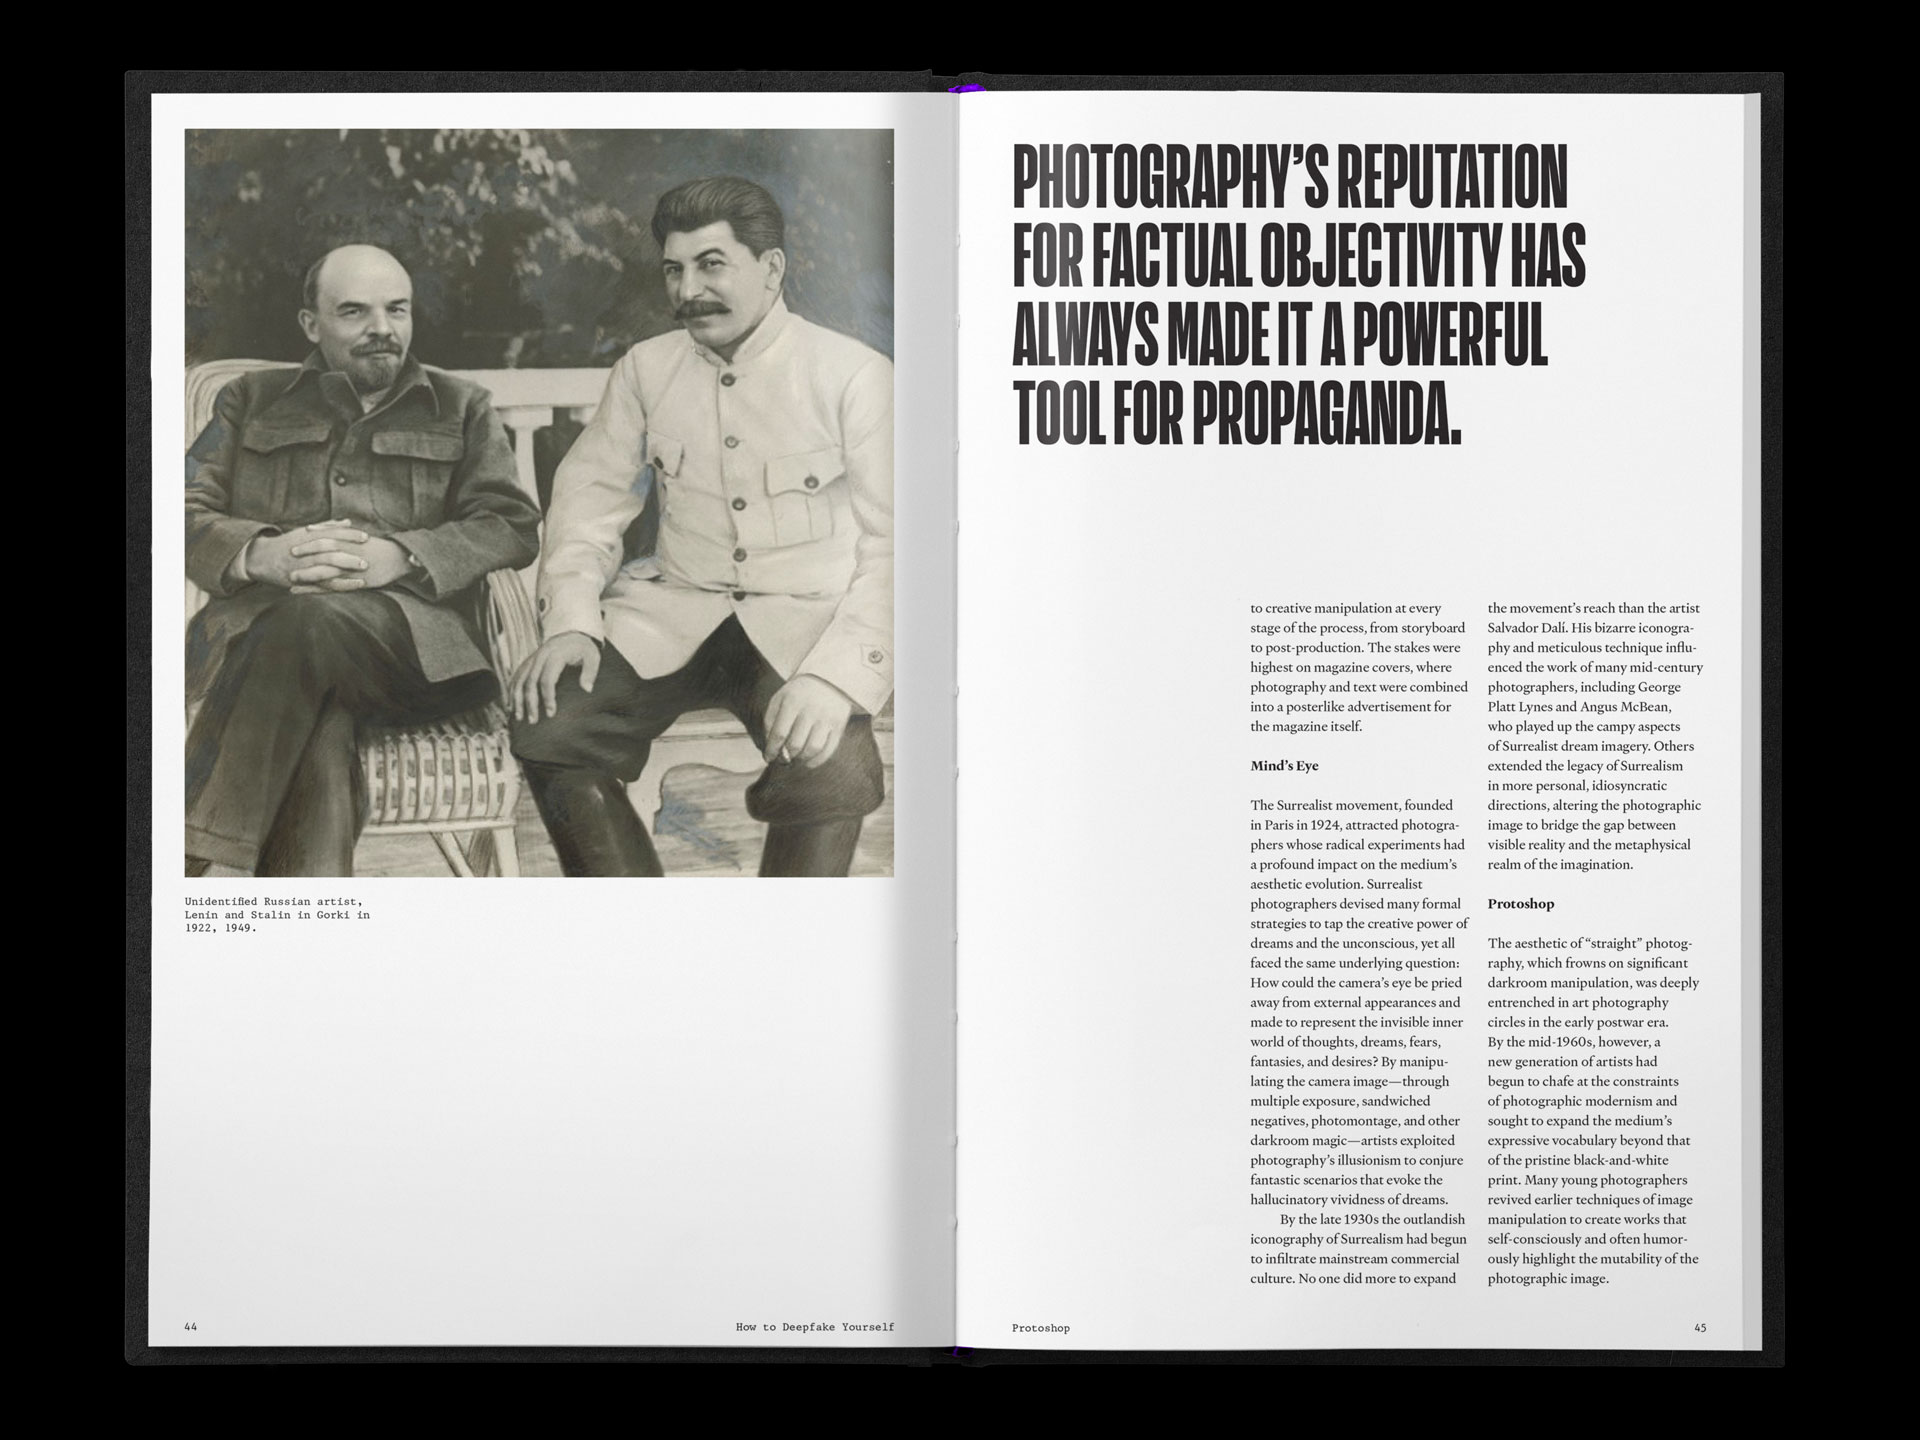 Unidentified Russian artist,
Lenin and Stalin in Gorki in
1922, 1949.
44
How to Deepfake Yourself
PHOTOGRAPHY’S REPUTATION
FOR FACTUAL OBJECTIVITY HAS
ALWAYS MADE IT A POWERFUL
TOOL FOR PROPAGANDA.
to creative manipulation at every
stage of the process, from storyboard
to post-production. The stakes were
highest on magazine covers, where
photography and text were combined
into a posterlike advertisement for
the magazine itself.
Mind’s Eye
The Surrealist movement, founded
in Paris in 1924, attracted photogra-
phers whose radical experiments had
a profound impact on the medium’s
aesthetic evolution. Surrealist
photographers devised many formal
strategies to tap the creative power of
dreams and the unconscious, yet all
faced the same underlying question:
How could the camera’s eye be pried
away from external appearances and
made to represent the invisible inner
world of thoughts, dreams, fears,
fantasies, and desires? By manipu-
lating the camera image—through
multiple exposure, sandwiched
negatives, photomontage, and other
darkroom magic—artists exploited
photography’s illusionism to conjure
fantastic scenarios that evoke the
hallucinatory vividness of dreams.
By the late 1930s the outlandish
iconography of Surrealism had begun
to infiltrate mainstream commercial
culture. No one did more to expand
the movement’s reach than the artist
Salvador Dalí. His bizarre iconogra-
phy and meticulous technique influ-
enced the work of many mid-century
photographers, including George
Platt Lynes and Angus McBean,
who played up the campy aspects
of Surrealist dream imagery. Others
extended the legacy of Surrealism
in more personal, idiosyncratic
directions, altering the photographic
image to bridge the gap between
visible reality and the metaphysical
realm of the imagination.
Protoshop
The aesthetic of “straight” photog-
raphy, which frowns on significant
darkroom manipulation, was deeply
entrenched in art photography
circles in the early postwar era.
By the mid-1960s, however, a
new generation of artists had
begun to chafe at the constraints
of photographic modernism and
sought to expand the medium’s
expressive vocabulary beyond that
of the pristine black-and-white
print. Many young photographers
revived earlier techniques of image
manipulation to create works that
self-consciously and often humor-
ously highlight the mutability of the
photographic image.
Protoshop
45